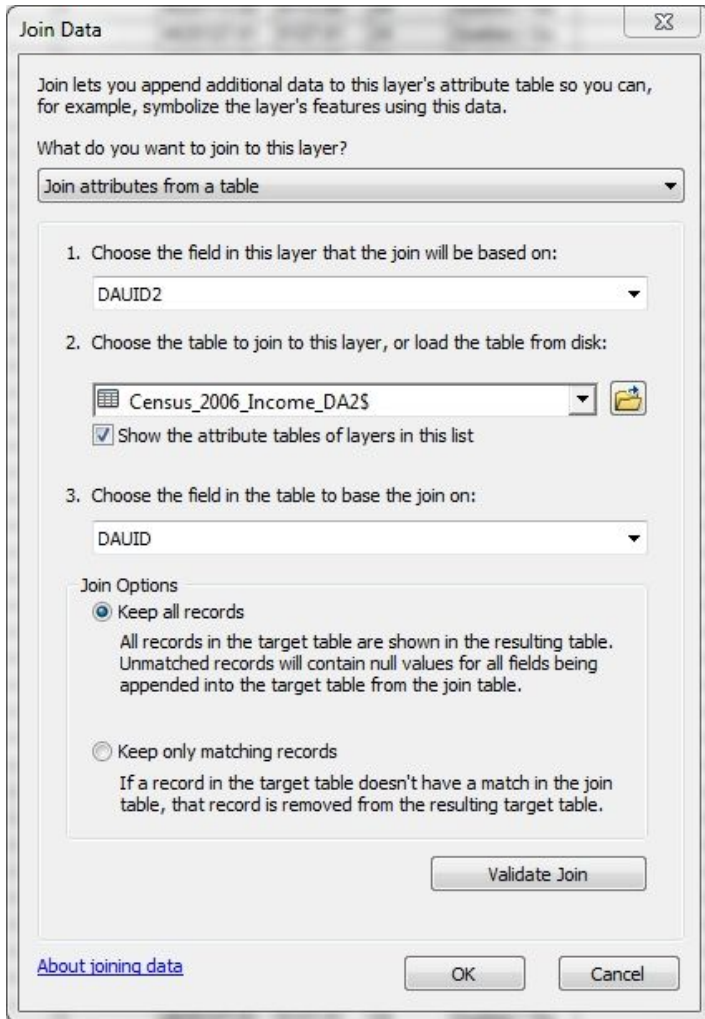 Join Data
Join lets you append additional data to this layer's attribute table so you can,
for example, symbolize the layer's features using this data.
What do you want to join to this layer?
Join attributes from a table
1. Choose the field in this layer that the join will be based on:
DAUID2
2. Choose the table to join to this layer, or load the table from disk:
Census_2006_Income_DA2$
Show the attribute tables of layers in this list
3. Choose the field in the table to base the join on:
DAUID
Join Options
Keep all records
All records in the target table are shown in the resulting table.
Unmatched records will contain null values for all fields being
appended into the target table from the join table.
Keep only matching records
If a record in the target table doesn't have a match in the join
table, that record is removed from the resulting target table.
Validate Join
About joining data
OK
Cancel